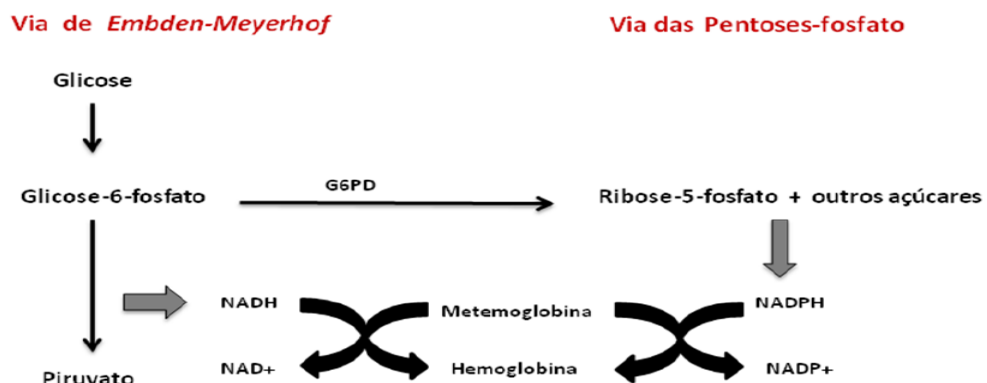 Via de Embden-Meyerhof
Via das Pentoses-fosfato
Glicose
Glicose-6-fosfato
G6PD
Ribose-5-fosfato + outros açúcares
NADH
Metemoglobina
NADPH
Piruvato
NAD+
Hemoglobina
NADP+